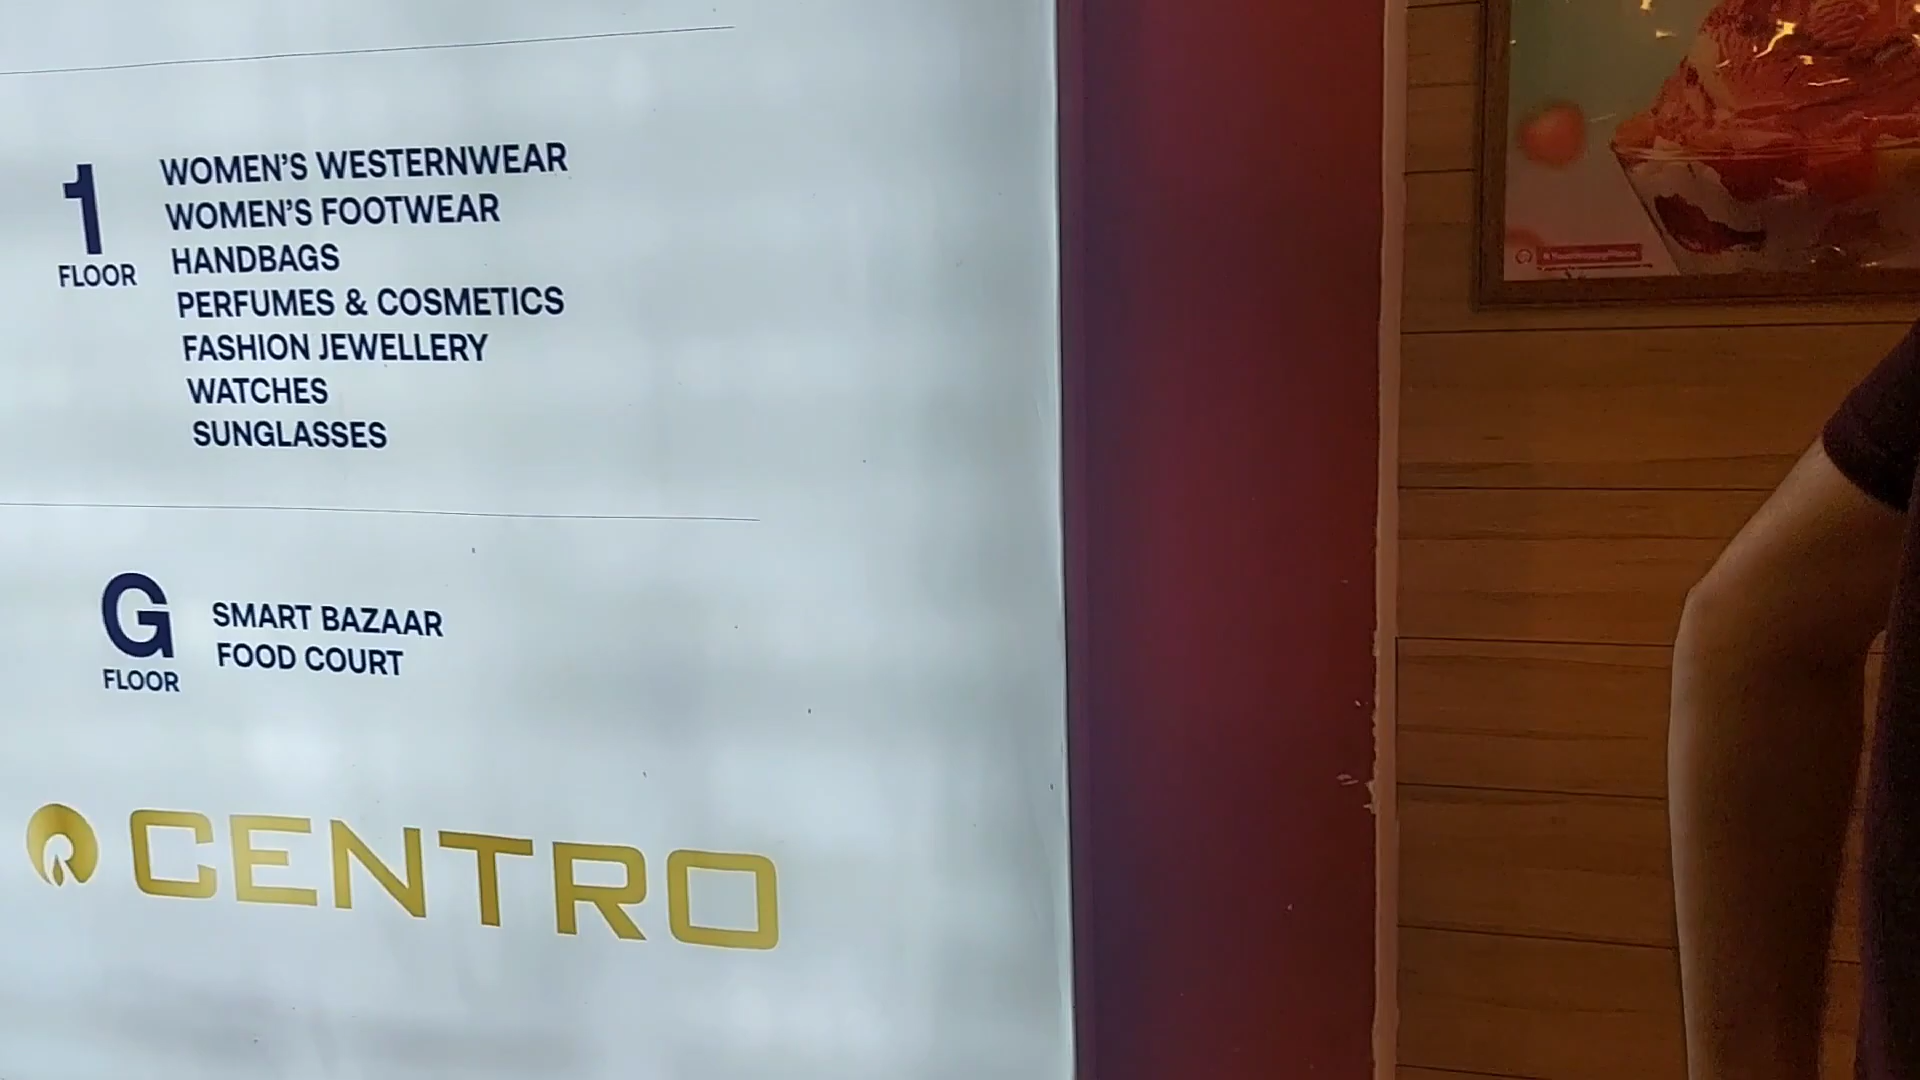 1
FLOOR
WOMEN'S WESTERNWEAR
WOMEN'S FOOTWEAR
HANDBAGS
PERFUMES & COSMETICS
FASHION JEWELLERY
WATCHES
SUNGLASSES
G
FLOOR
SMART BAZAAR
FOOD COURT
CENTRO